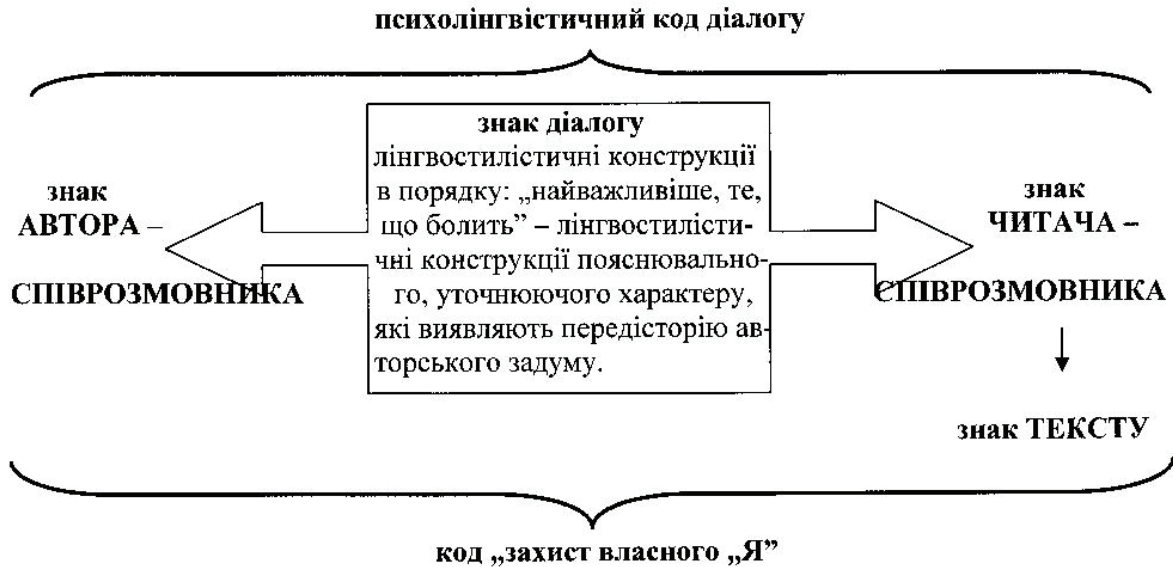 психолінгвістичний код діалогу
знак діалогу
лінгвостилістичні конструкції
в порядку: „найважливіше, те,
що болить” – лінгвостилісти-
чні конструкції пояснювально-
го, уточнюючого характеру,
які виявляють передісторію ав-
торського задуму.
знак
АВТОРА –
СПІВРОЗМОВНИКА
знак
ЧИТАЧА –
СПІВРОЗМОВНИКА
знак ТЕКСТУ
код „захист власного „Я”